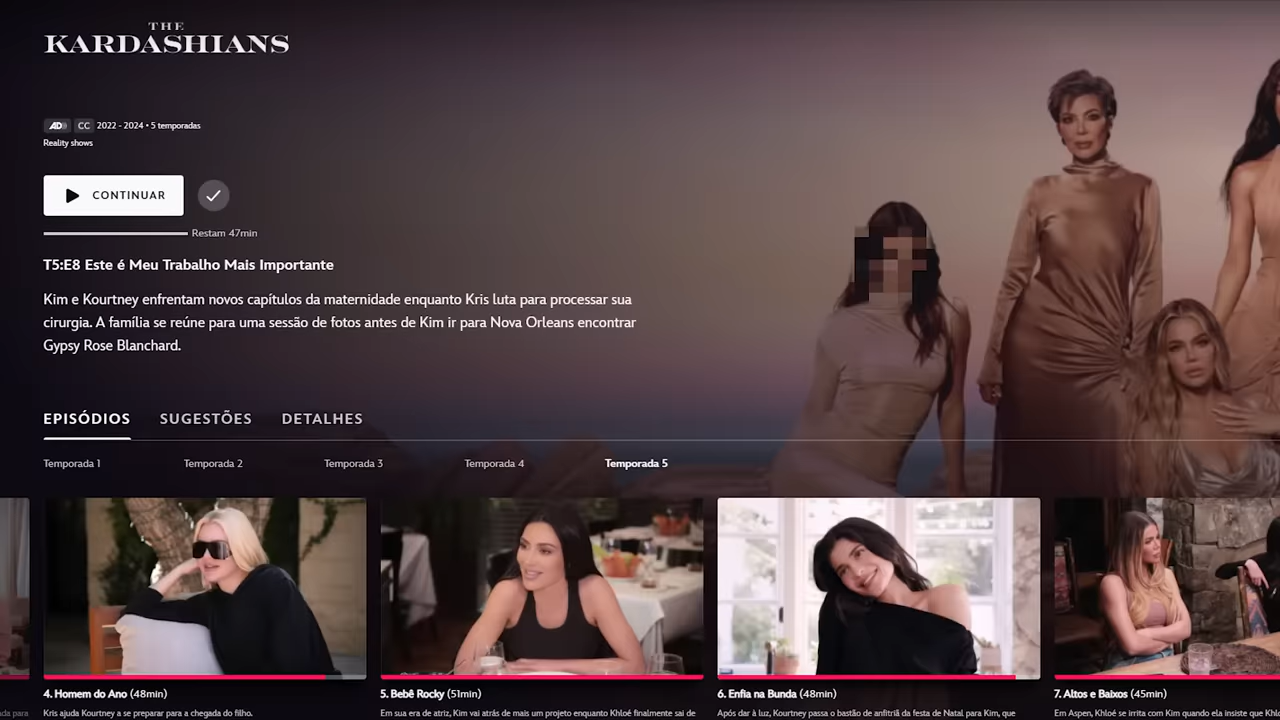 THE
KARDASHIANS
AD CC 2022 - 2024 • 5 temporadas
Reality shows
CONTINUAR
Restam 47min
T5:E8 Este é Meu Trabalho Mais Importante
Kim e Kourtney enfrentam novos capítulos da maternidade enquanto Kris luta para processar sua
cirurgia. A família se reúne para uma sessão de fotos antes de Kim ir para Nova Orleans encontrar
Gypsy Rose Blanchard.
EPISÓDIOS SUGESTÕES DETALHES
Temporada 1 Temporada 2 Temporada 3 Temporada 4 Temporada 5
4. Homem do Ano (48min) 5. Bebê Rocky (51min) 6. Enfia na Bunda (48min) 7. Altos e Baixos (45min)
ada para Kris ajuda Kourtney a se preparar para a chegada do filho. Em sua era de atriz, Kim vai atrás de mais um projeto enquanto Khloé finalmente sai de Após dar à luz, Kourtney passa o bastão de anfitriã da festa de Natal para Kim, que Em Aspen, Khloé se irrita com Kim quando ela insiste que